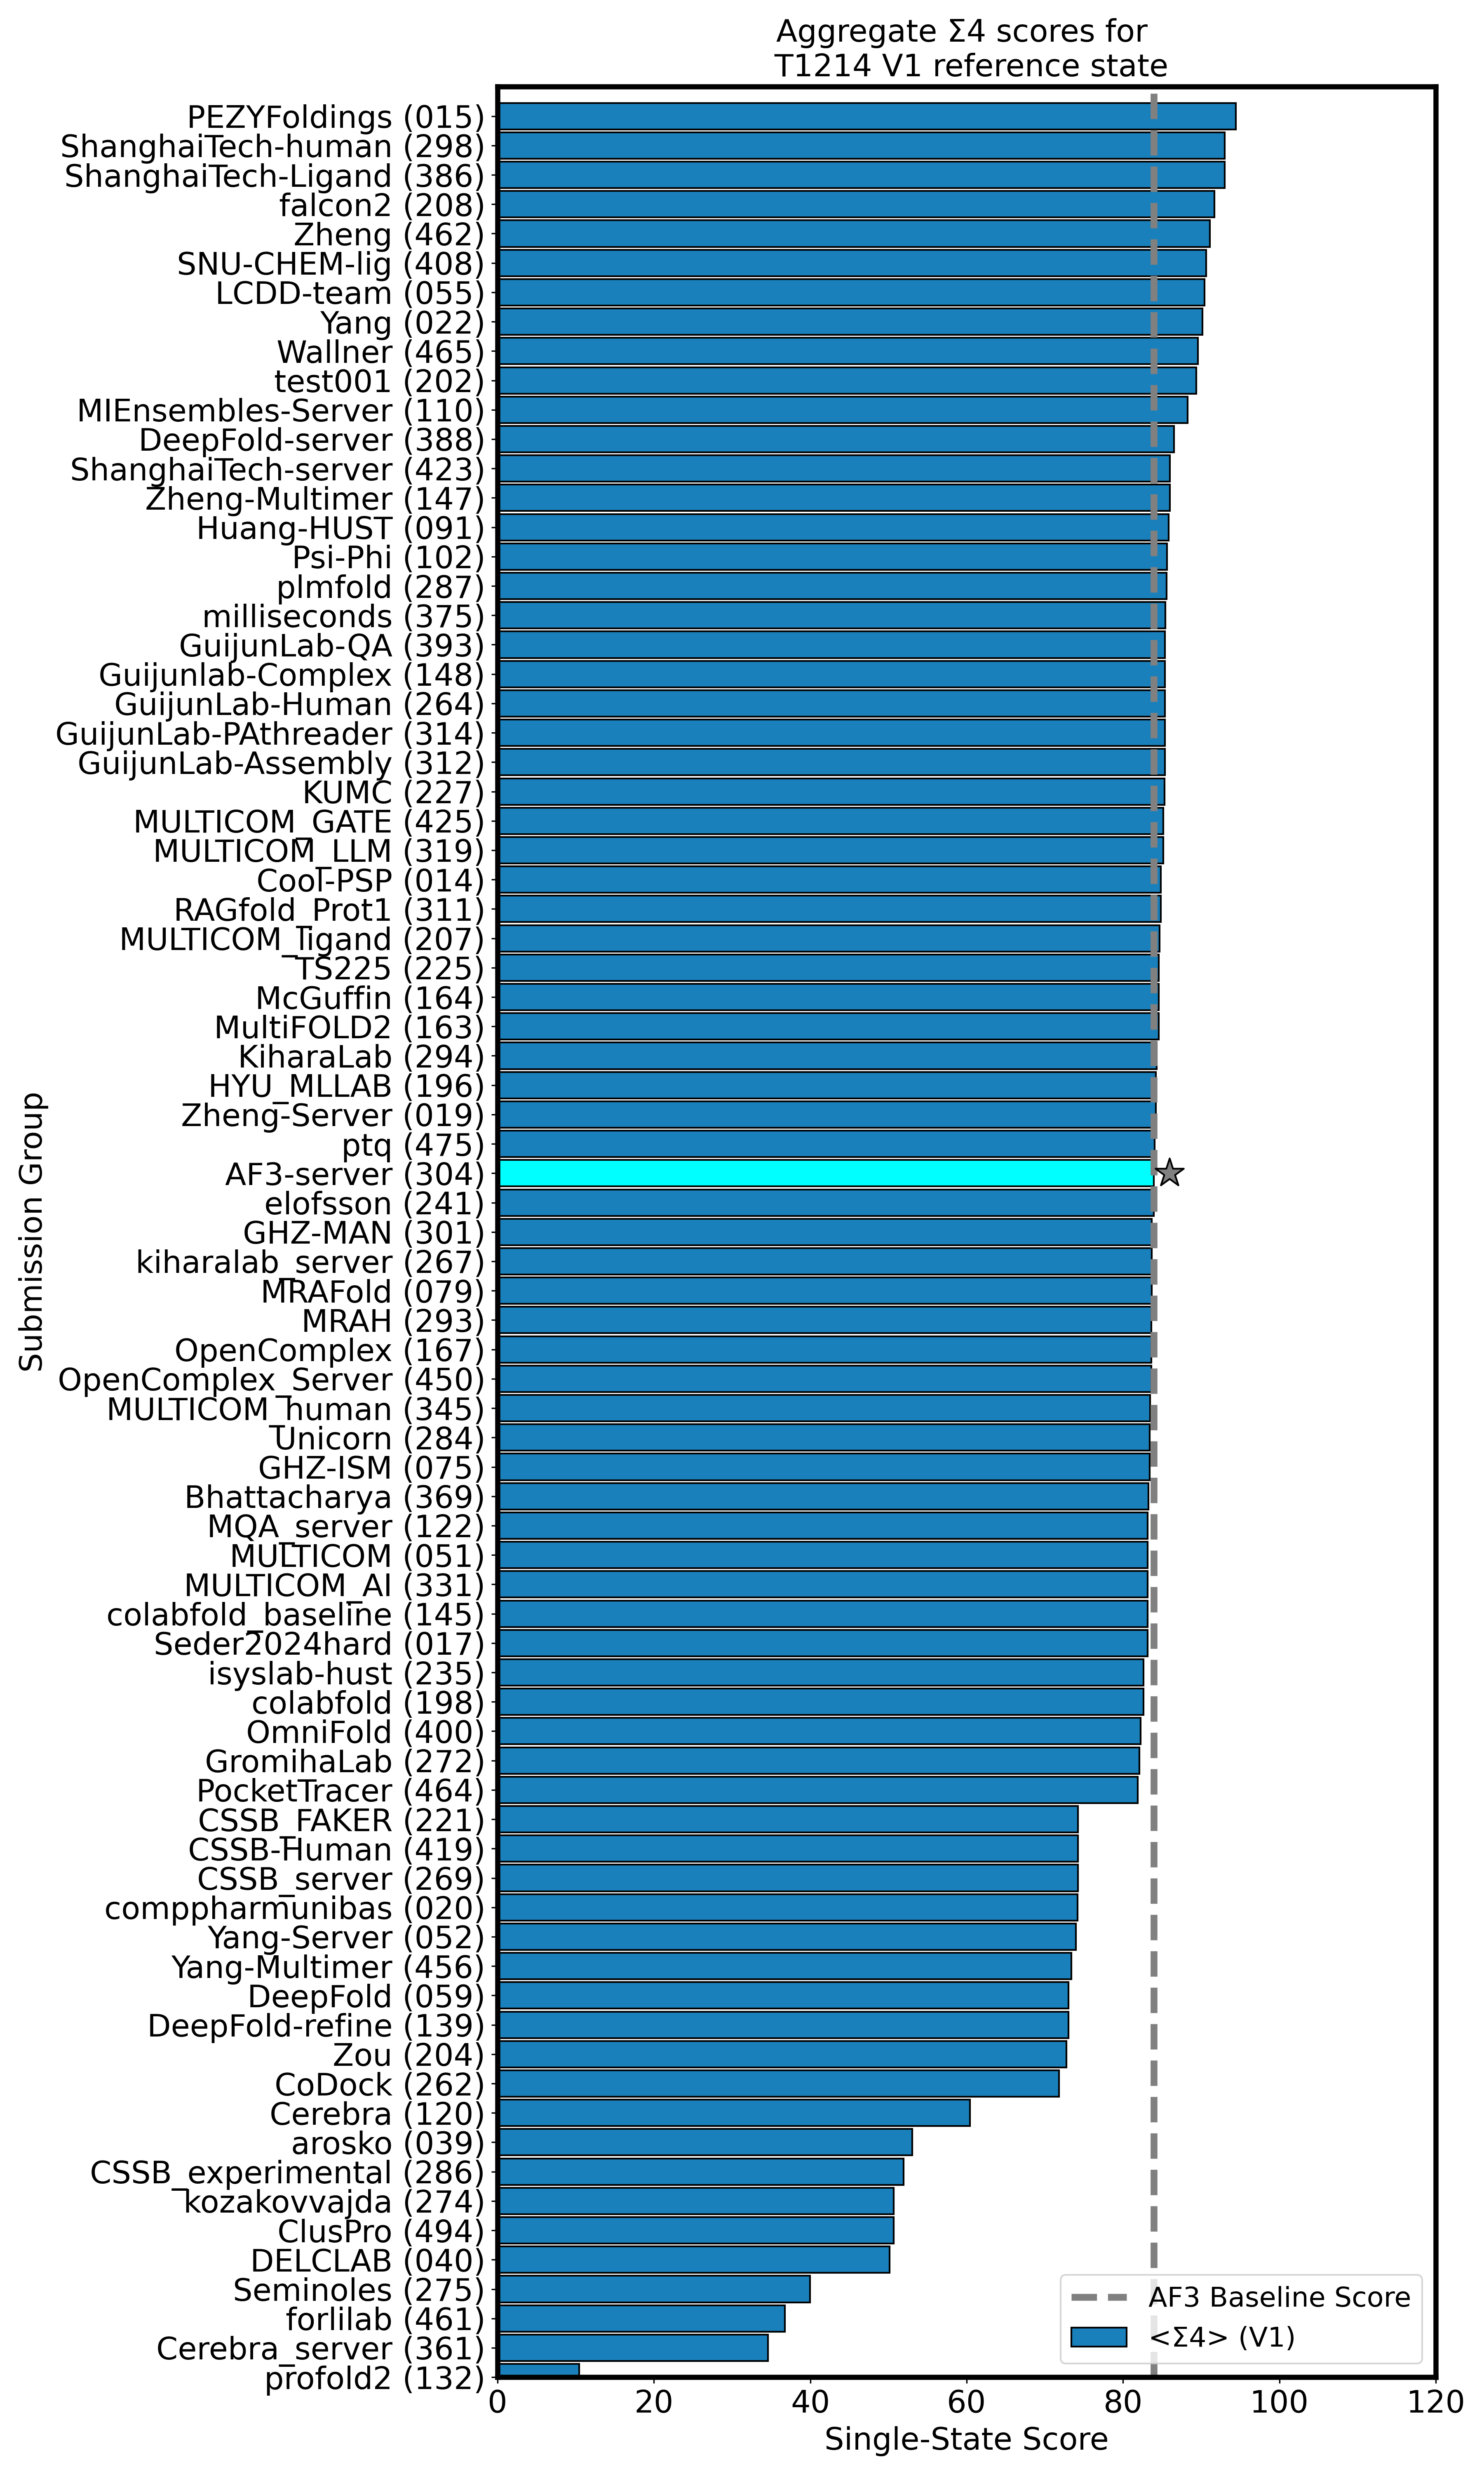 Aggregate Σ4 scores for
T1214 V1 reference state
Submission Group
PEZYFoldings (015)
ShanghaiTech-human (298)
ShanghaiTech-Ligand (386)
falcon2 (208)
Zheng (462)
SNU-CHEM-lig (408)
LCDD-team (055)
Yang (022)
Wallner (465)
test001 (202)
MIEnsembles-Server (110)
DeepFold-server (388)
ShanghaiTech-server (423)
Zheng-Multimer (147)
Huang-HUST (091)
Psi-Phi (102)
plmfold (287)
milliseconds (375)
GuijunLab-QA (393)
Guijunlab-Complex (148)
GuijunLab-Human (264)
GuijunLab-PAthreader (314)
GuijunLab-Assembly (312)
KUMC (227)
MULTICOM_GATE (425)
MULTICOM_LLM (319)
Cool-PSP (014)
RAGfold_Prot1 (311)
MULTICOM_ligand (207)
TS225 (225)
McGuffin (164)
MultiFOLD2 (163)
KiharaLab (294)
HYU_MLLAB (196)
Zheng-Server (019)
ptq (475)
AF3-server (304)
elofsson (241)
GHZ-MAN (301)
kiharalab_server (267)
MRAFold (079)
MRAH (293)
OpenComplex (167)
OpenComplex_Server (450)
MULTICOM_human (345)
Unicorn (284)
GHZ-ISM (075)
Bhattacharya (369)
MQA_server (122)
MULTICOM (051)
MULTICOM_AI (331)
colabfold_baseline (145)
Seder2024hard (017)
isyslab-hust (235)
colabfold (198)
OmniFold (400)
GromihaLab (272)
PocketTracer (464)
CSSB_FAKER (221)
CSSB-Human (419)
CSSB_server (269)
comppharmunibas (020)
Yang-Server (052)
Yang-Multimer (456)
DeepFold (059)
DeepFold-refine (139)
Zou (204)
CoDock (262)
Cerebra (120)
arosko (039)
CSSB_experimental (286)
kozakovvajda (274)
ClusPro (494)
DELCLAB (040)
Seminoles (275)
forlilab (461)
Cerebra_server (361)
profold2 (132)
AF3 Baseline Score
<Σ4> (V1)
0 20 40 60 80 100 120
Single-State Score